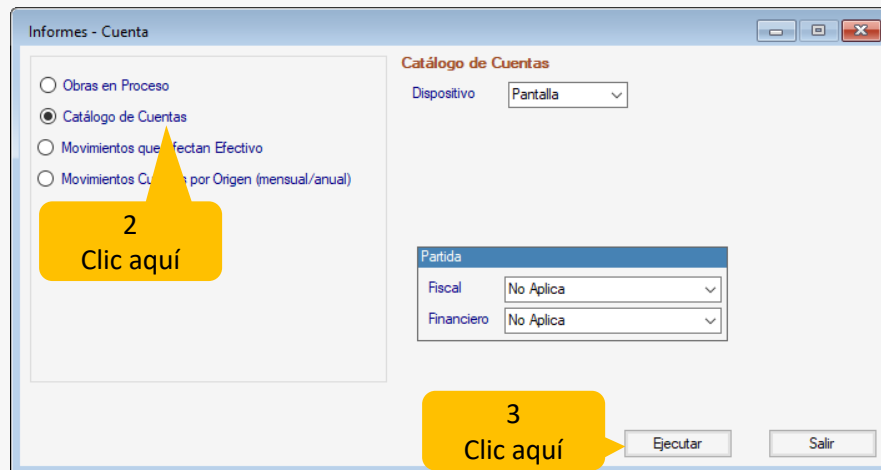 Informes - Cuenta
Obras en Proceso
Catálogo de Cuentas
Movimientos que afectan Efectivo
Movimientos Cu s por Origen (mensual/anual)
2
Clic aquí
Catálogo de Cuentas
Dispositivo Pantalla
Partida
Fiscal No Aplica
Financiero No Aplica
3
Clic aquí
Ejecutar Salir